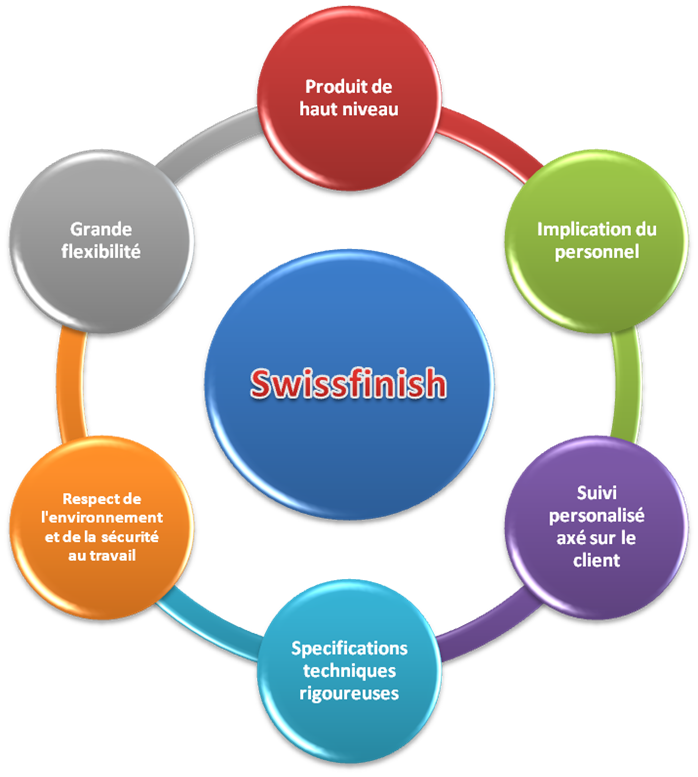 Produit de
haut niveau
Implication du
personnel
Suivi
personalisé
axé sur le
client
Specifications
techniques
rigoureuses
Respect de
l'environnement
et de la sécurité
au travail
Grande
flexibilité
Swissfinish